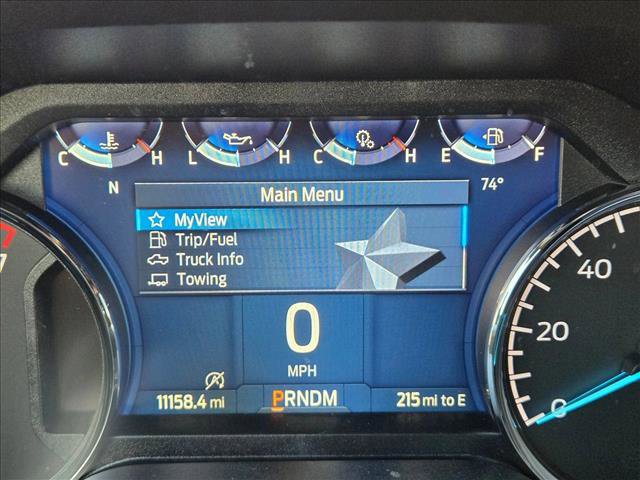 C H L H C H E F
N 74°
Main Menu
MyView
Trip/Fuel
Truck Info
Towing
0
MPH
11158.4 mi PRNDM 215 mi to E
40
20
0